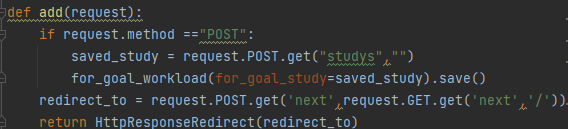 def add(request):
    if request.method =="POST":
        saved_study = request.POST.get("studys","")
        for_goal_workload(for_goal_study=saved_study).save()
    redirect_to = request.POST.get('next',request.GET.get('next','/'))
    return HttpResponseRedirect(redirect_to)